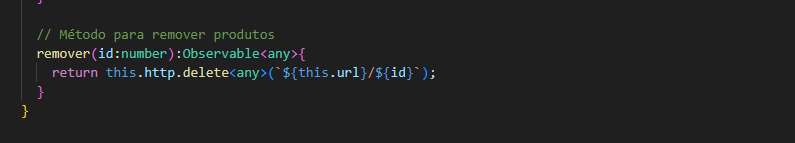 }
// Método para remover produtos
remover(id:number):Observable<any>{
return this.http.delete<any>(`${this.url}/${id}`);
}
}